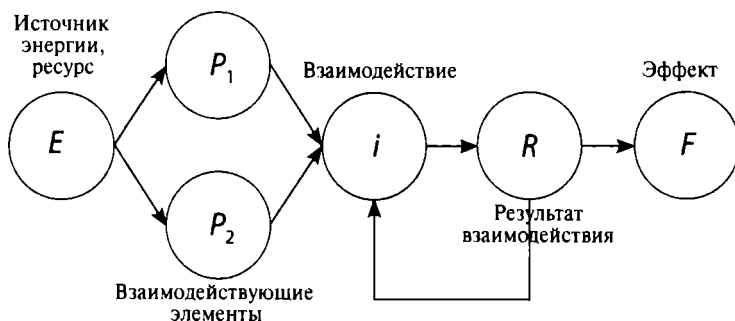 Источник
энергии,
ресурс
E
P₁
P₂
Взаимодействующие
элементы
Взаимодействие
i
R
Результат
взаимодействия
Эффект
F